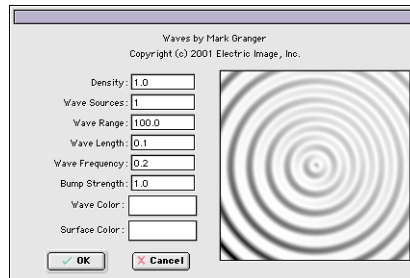 Waves by Mark Granger
Copyright (c) 2001 Electric Image, Inc.
Density: 1.0
Wave Sources: 1
Wave Range: 100.0
Wave Length: 0.1
Wave Frequency: 0.2
Bump Strength: 1.0
Wave Color:
Surface Color:
OK Cancel